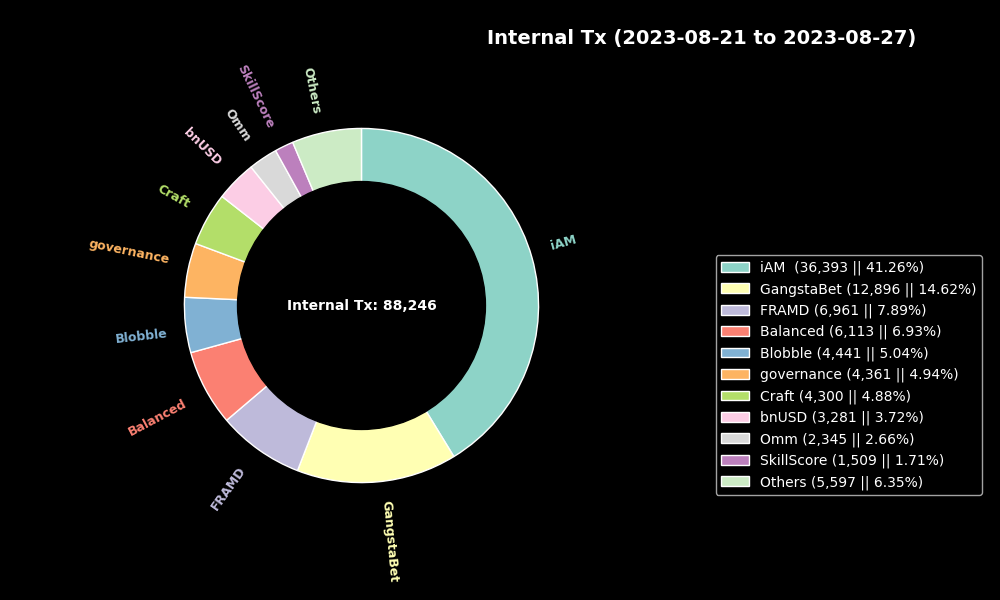 Internal Tx (2023-08-21 to 2023-08-27)
Others
SkillScore
Omm
bnUSD
Craft
governance
Blobble
Balanced
FRAMD
GangstaBet
iAM
Internal Tx: 88,246
iAM  (36,393 || 41.26%)
GangstaBet (12,896 || 14.62%)
FRAMD (6,961 || 7.89%)
Balanced (6,113 || 6.93%)
Blobble (4,441 || 5.04%)
governance (4,361 || 4.94%)
Craft (4,300 || 4.88%)
bnUSD (3,281 || 3.72%)
Omm (2,345 || 2.66%)
SkillScore (1,509 || 1.71%)
Others (5,597 || 6.35%)